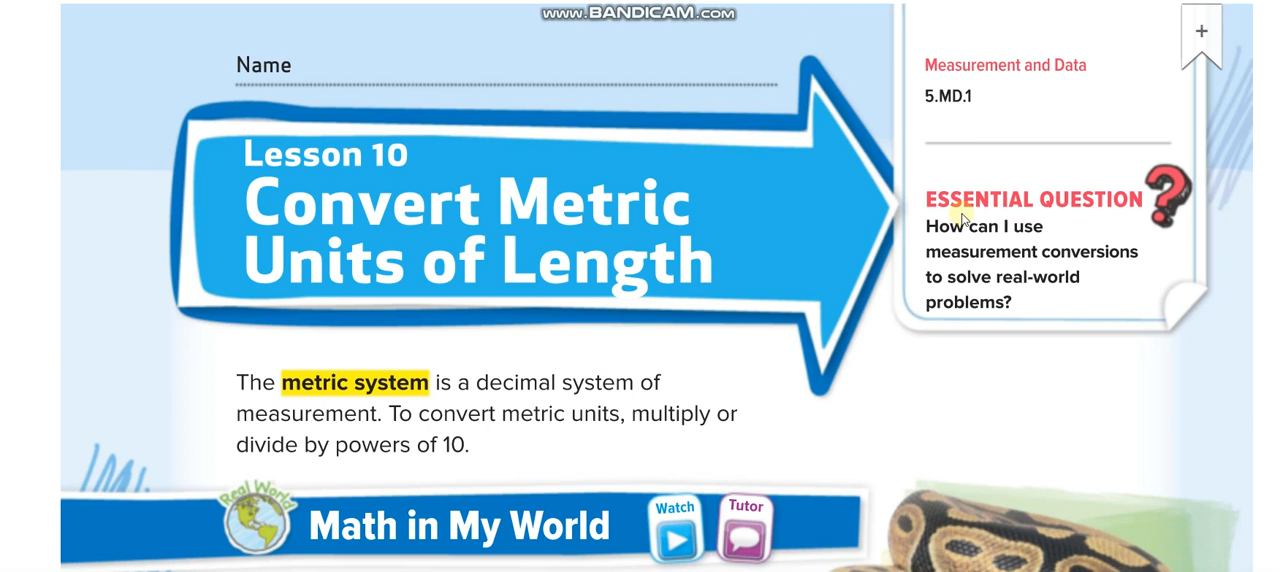 www.BANDICAM.com
Name
Lesson 10
Convert Metric
Units of Length
Measurement and Data
5.MD.1
ESSENTIAL QUESTION
How can I use
measurement conversions
to solve real-world
problems?
The metric system is a decimal system of
measurement. To convert metric units, multiply or
divide by powers of 10.
Real World
Math in My World
Watch
Tutor